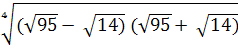 ∜((√95 − √14) (√95 + √14))